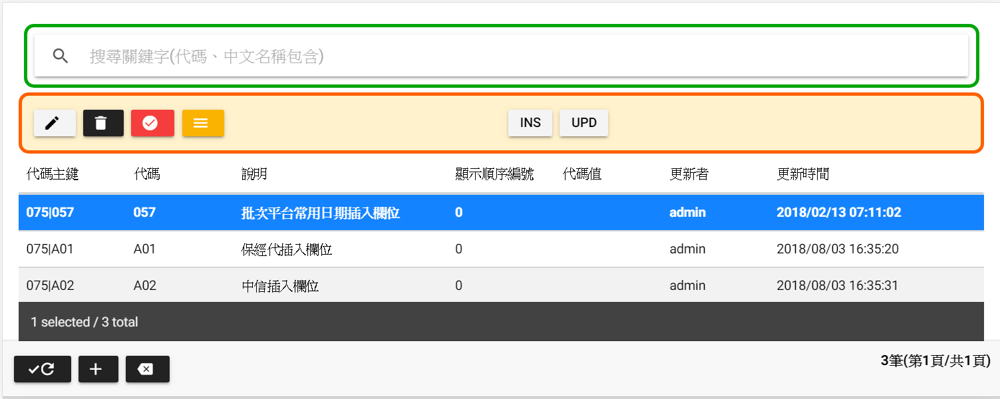 搜尋關鍵字(代碼、中文名稱包含)
INS UPD
代碼主鍵 代碼 說明 顯示順序編號 代碼值 更新者 更新時間
075|057 057 批次平台常用日期插入欄位 0 admin 2018/02/13 07:11:02
075|A01 A01 保經代插入欄位 0 admin 2018/08/03 16:35:20
075|A02 A02 中信插入欄位 0 admin 2018/08/03 16:35:31
1 selected / 3 total
3筆(第1頁/共1頁)